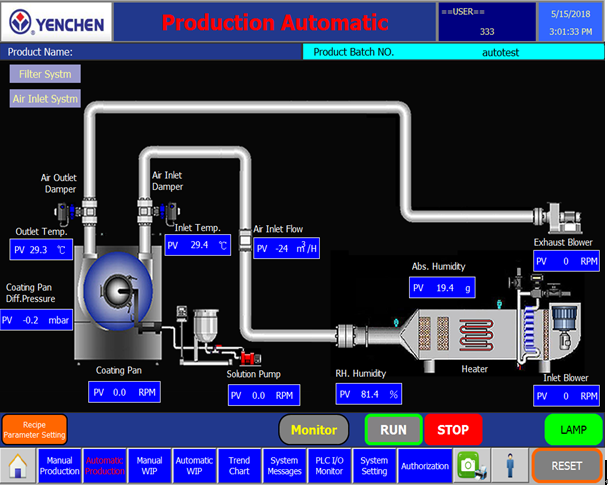 YENCHEN
Production Automatic
==USER==
333
5/15/2018
3:01:33 PM
Product Name:
Product Batch NO.
autotest
Filter Systm
Air Inlet Systm
Air Outlet
Damper
Air Inlet
Damper
Outlet Temp.
PV 29.3 ℃
Inlet Temp.
PV 29.4 ℃
Air Inlet Flow
PV -24 m³/H
Exhaust Blower
PV 0 RPM
Coating Pan
Diff.Pressure
PV -0.2 mbar
Abs. Humidity
PV 19.4 g
Coating Pan
PV 0.0 RPM
Solution Pump
PV 0.0 RPM
Heater
RH. Humidity
PV 81.4 %
Inlet Blower
PV 0 RPM
Recipe
Parameter Setting
Monitor
RUN
STOP
LAMP
Manual
Production
Automatic
Production
Manual
WIP
Automatic
WIP
Trend
Chart
System
Messages
PLC I/O
Monitor
System
Setting
Authorization
RESET